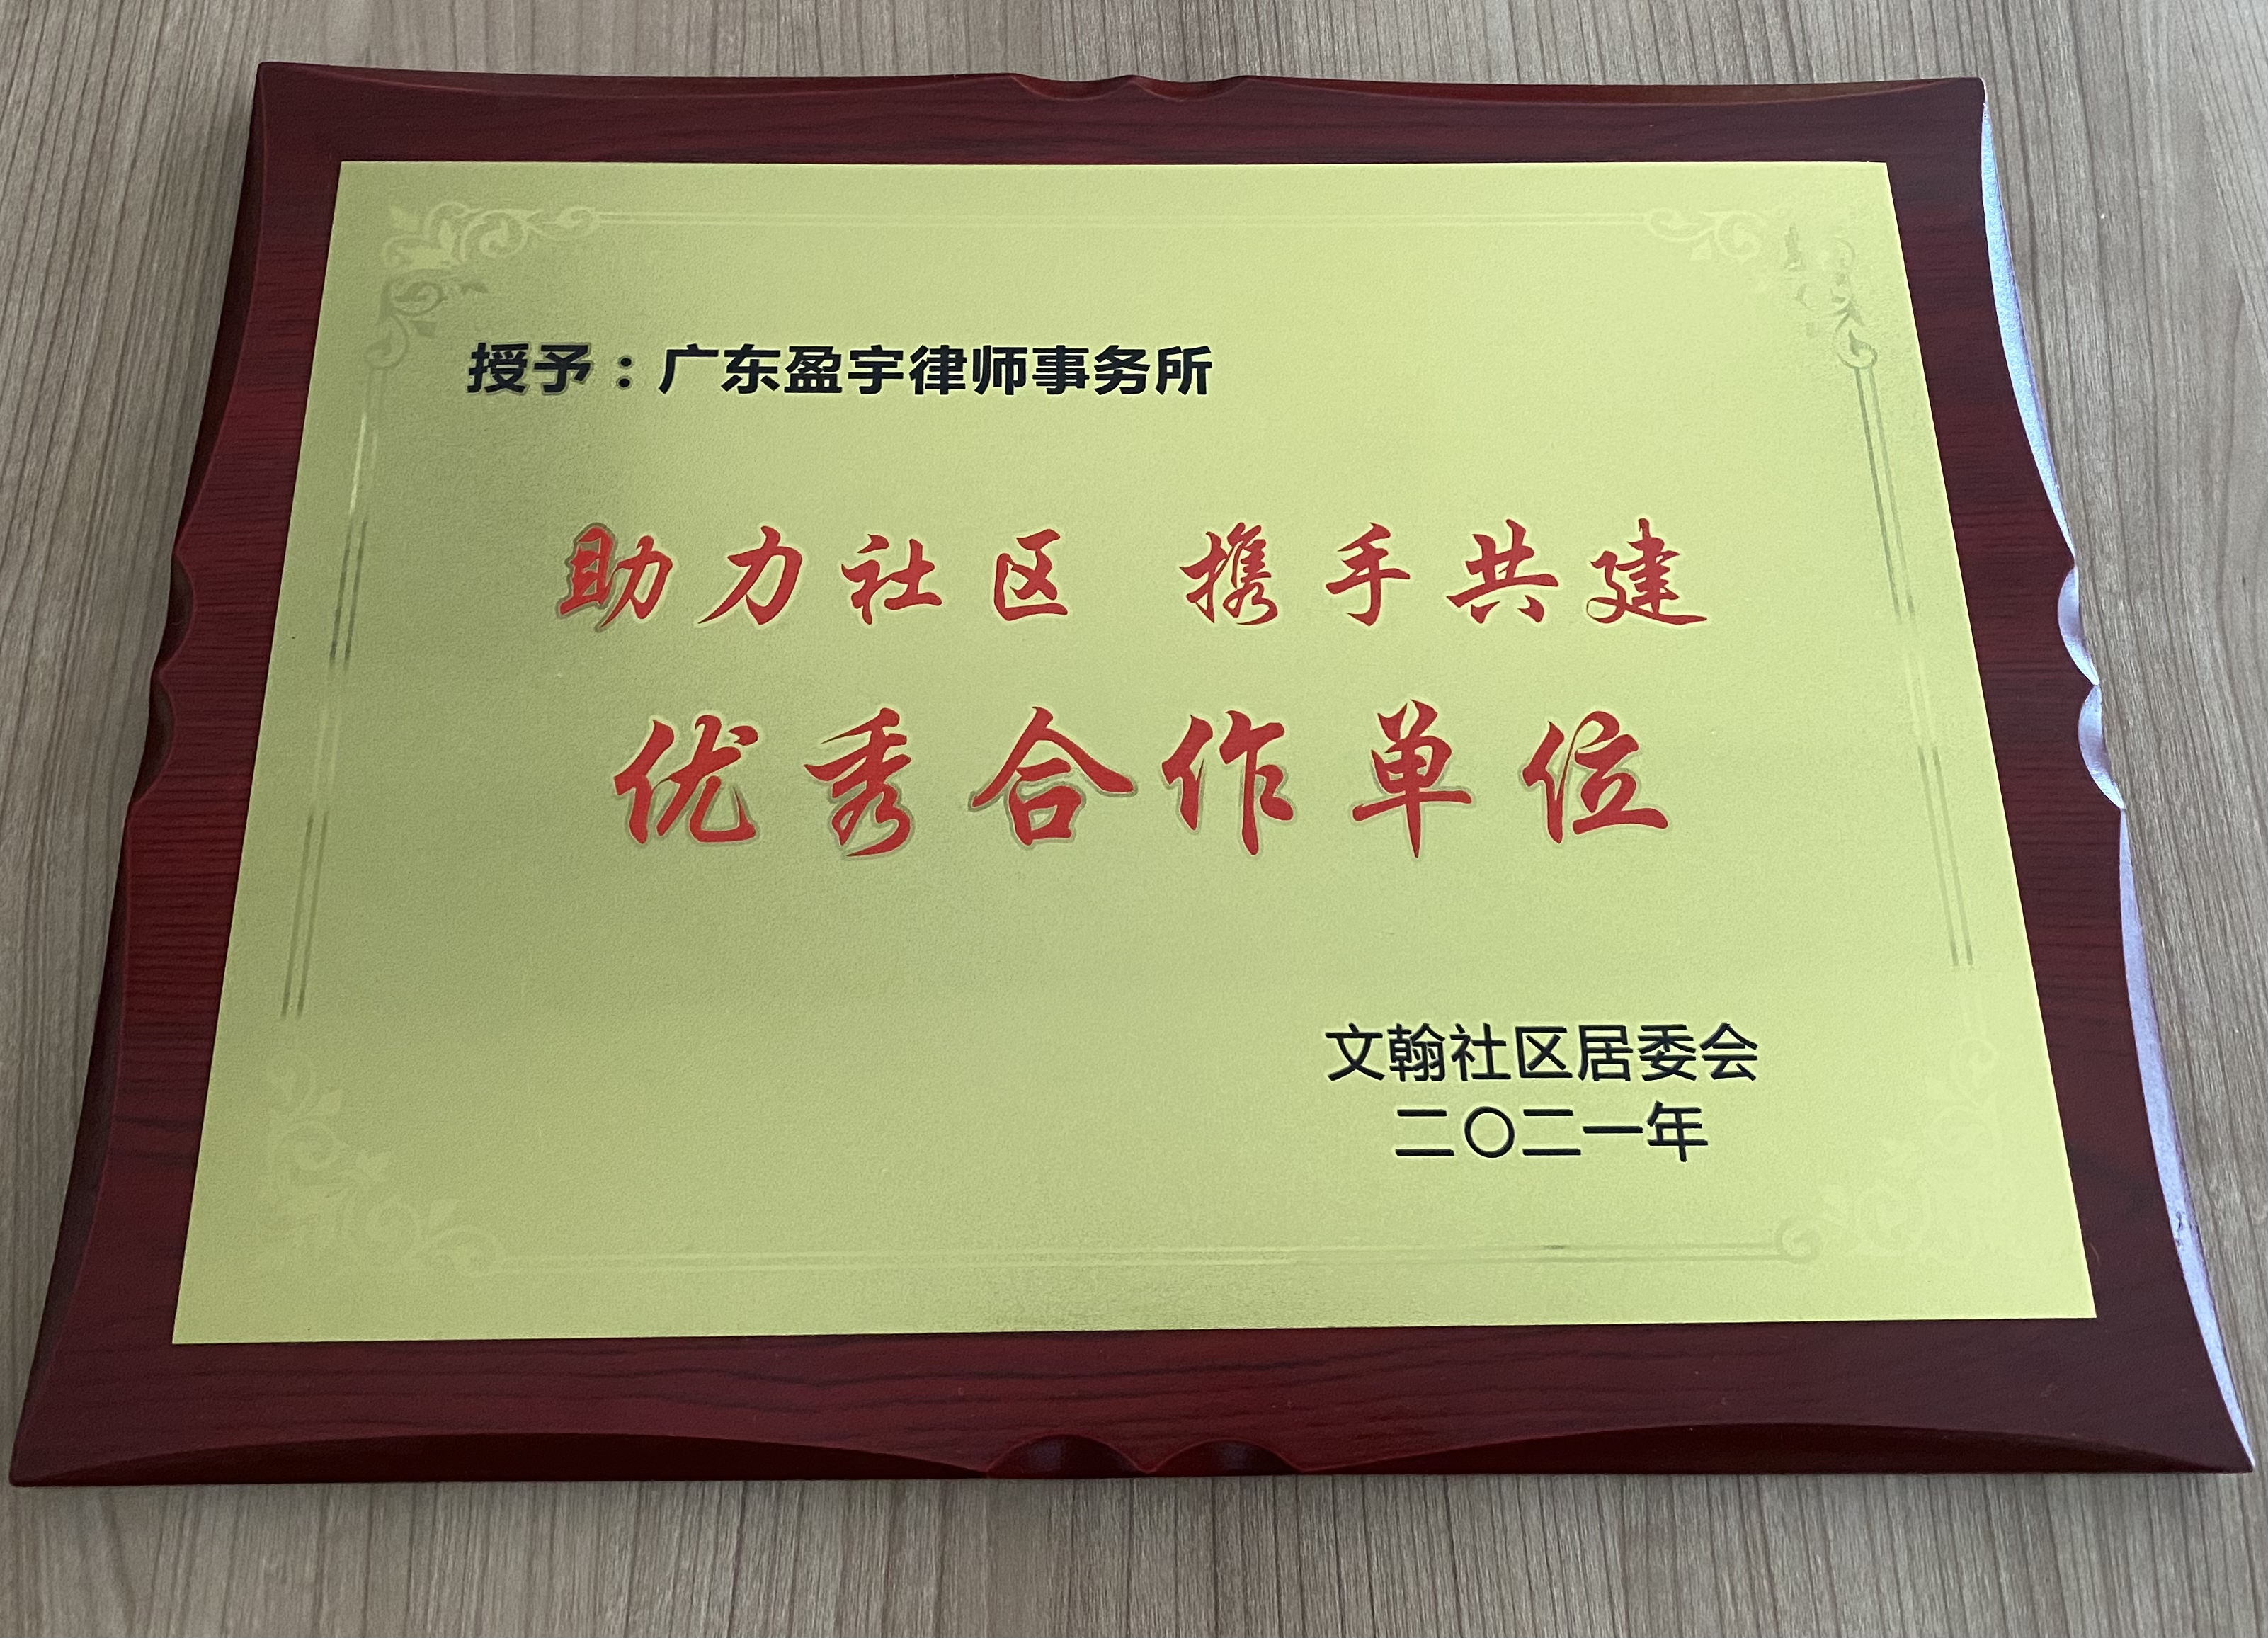 授予：广东盈宇律师事务所
助力社区 携手共建
优秀合作单位
文翰社区居委会
二〇二一年